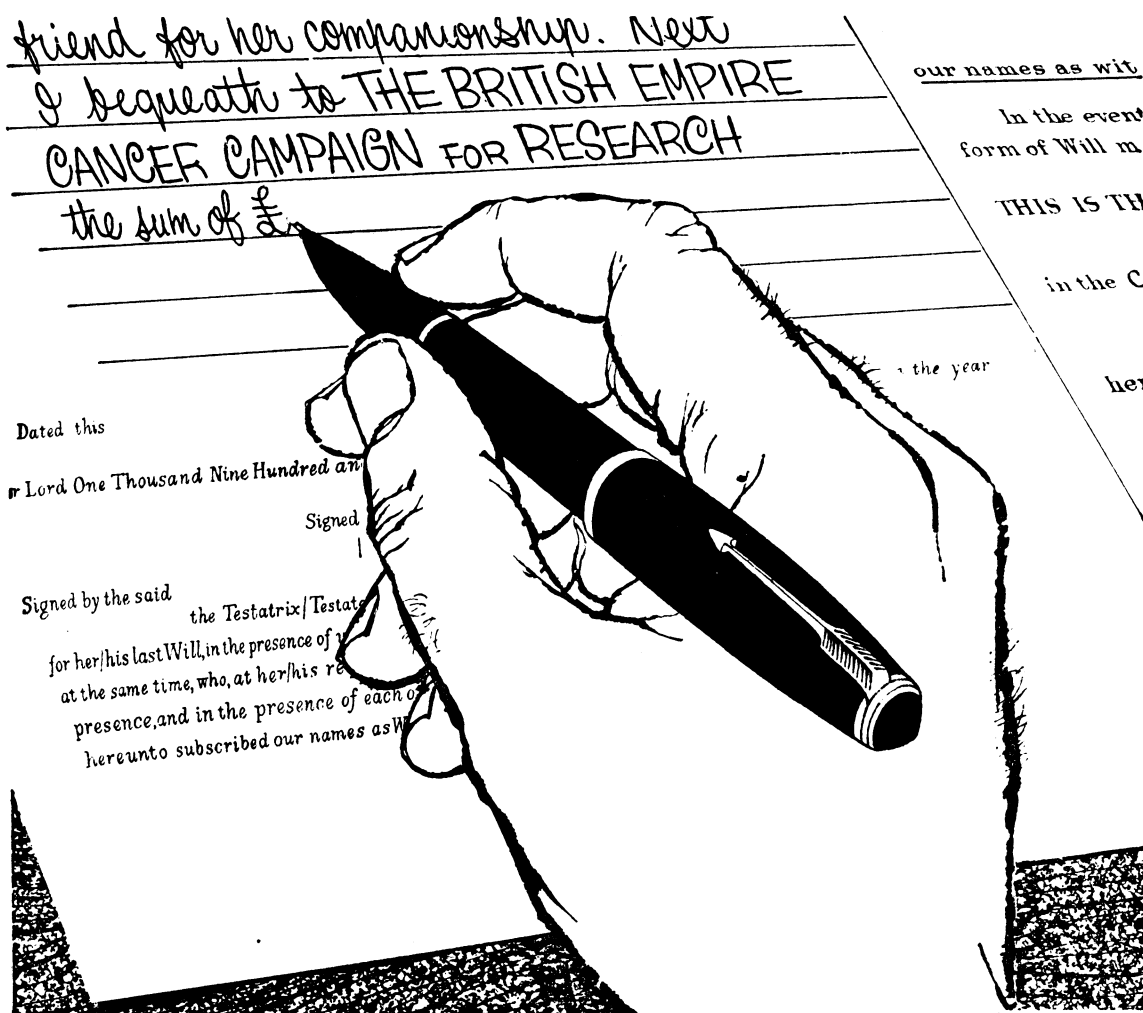 friend for her companionship. Next
I bequeath to THE BRITISH EMPIRE
CANCER CAMPAIGN FOR RESEARCH
the sum of £
the year
Dated this
Lord One Thousand Nine Hundred an
Signed
Signed by the said
the Testatrix/Testat
for her/his last Will, in the presence of
at the same time, who, at her/his re
presence, and in the presence of each o
hereunto subscribed our names as W
our names as wit
In the event
form of Will m
THIS IS TH
in the C
her